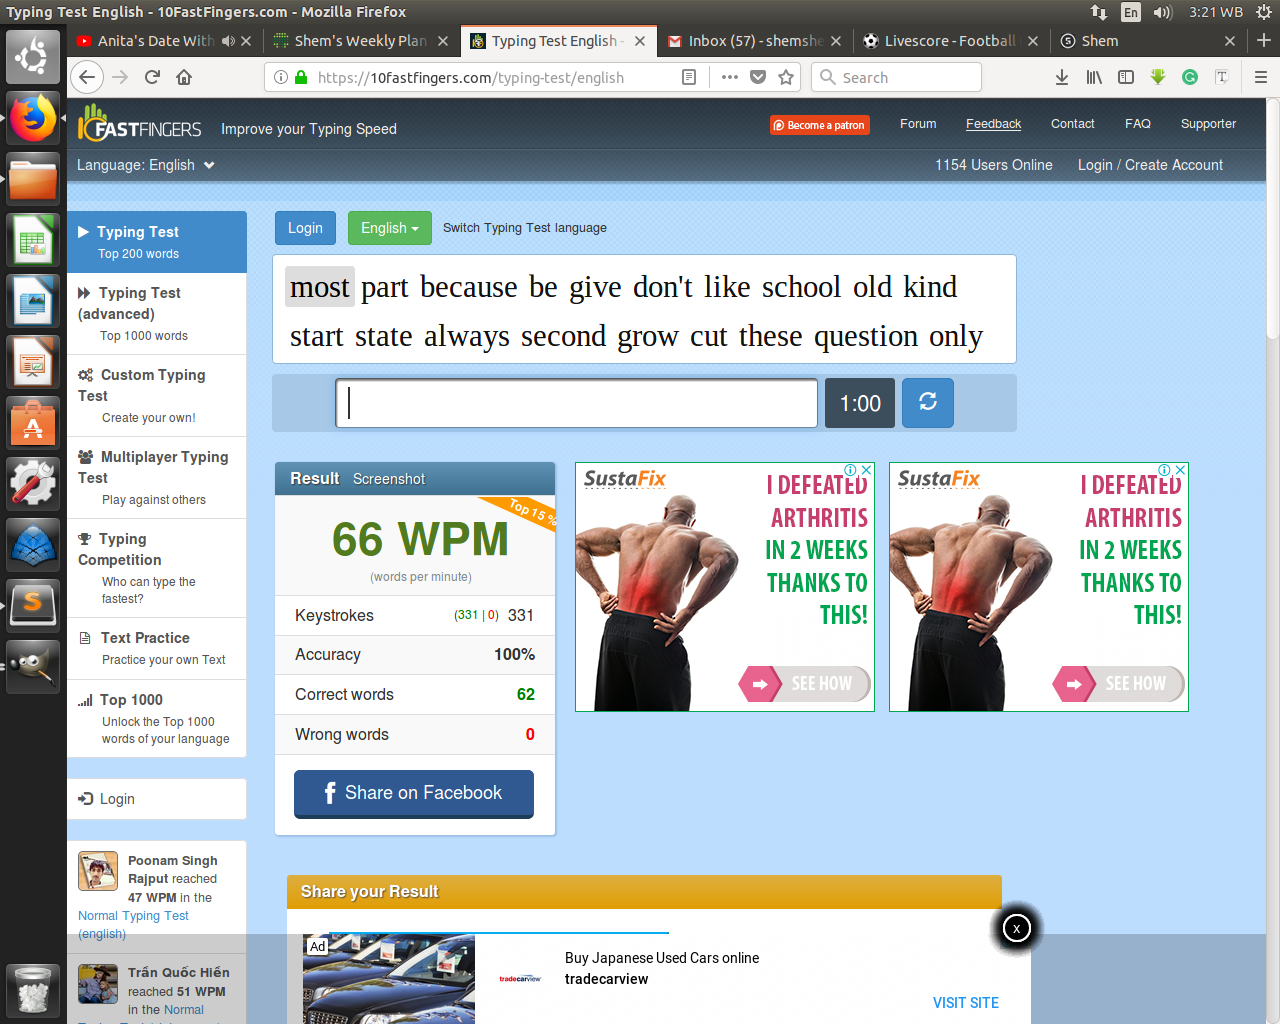 Typing Test English - 10FastFingers.com - Mozilla Firefox
En
3:21 WB
Anita's Date With
Shem's Weekly Plan
Typing Test English -
Inbox (57) - shemshe
Livescore - Football
Shem
https://10fastfingers.com/typing-test/english
Search
FASTFINGERS
Improve your Typing Speed
Become a patron
Forum
Feedback
Contact
FAQ
Supporter
Language: English
1154 Users Online
Login / Create Account
Typing Test
Top 200 words
Typing Test
(advanced)
Top 1000 words
Custom Typing
Test
Create your own!
Multiplayer Typing
Test
Play against others
Typing
Competition
Who can type the
fastest?
Text Practice
Practice your own Text
Top 1000
Unlock the Top 1000
words of your language
Login
Poonam Singh
Rajput reached
47 WPM in the
Normal Typing Test
(english)
Trần Quốc Hiến
reached 51 WPM
in the Normal
Login
English
Switch Typing Test language
most part because be give don't like school old kind
start state always second grow cut these question only
1:00
Result Screenshot
Top 15 %
66 WPM
(words per minute)
Keystrokes (331 | 0) 331
Accuracy 100%
Correct words 62
Wrong words 0
Share on Facebook
SustaFix
I DEFEATED
ARTHRITIS
IN 2 WEEKS
THANKS TO
THIS!
SEE HOW
SustaFix
I DEFEATED
ARTHRITIS
IN 2 WEEKS
THANKS TO
THIS!
SEE HOW
Share your Result
x
Ad
tradecarview
Buy Japanese Used Cars online
tradecarview
VISIT SITE